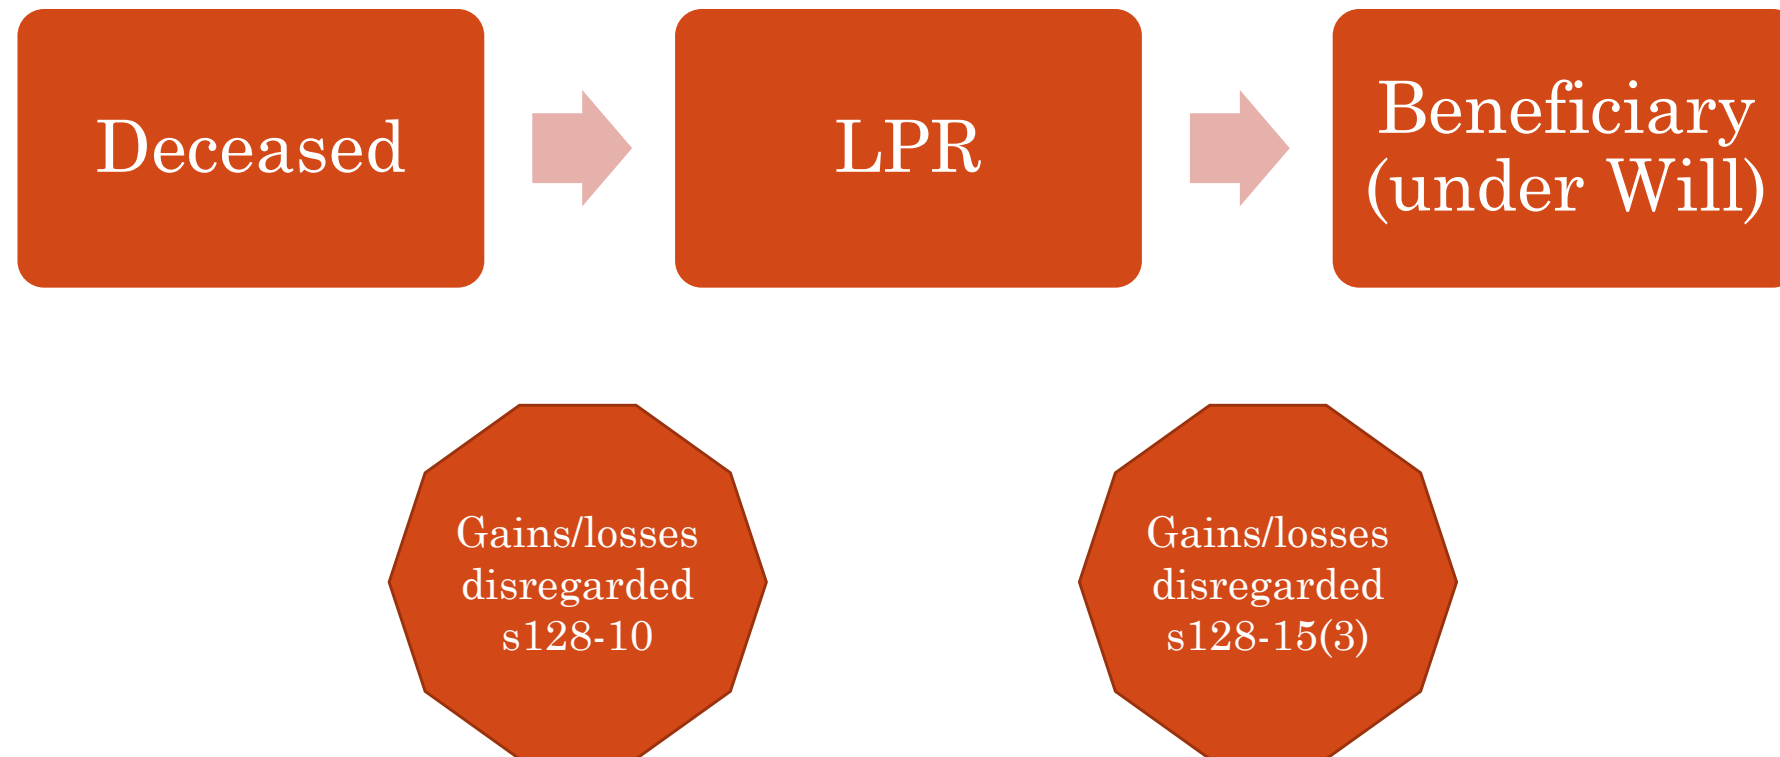 Deceased
LPR
Beneficiary
(under Will)
Gains/losses
disregarded
s128-10
Gains/losses
disregarded
s128-15(3)